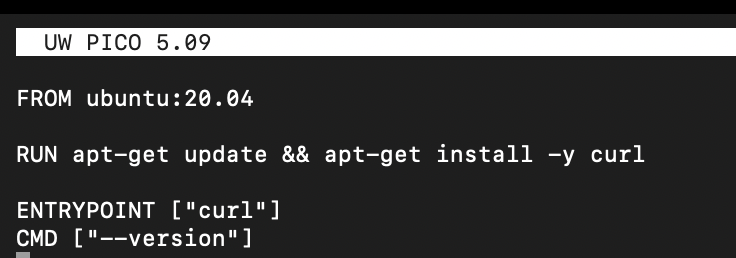 UW PICO 5.09
FROM ubuntu:20.04
RUN apt-get update && apt-get install -y curl
ENTRYPOINT ["curl"]
CMD ["--version"]